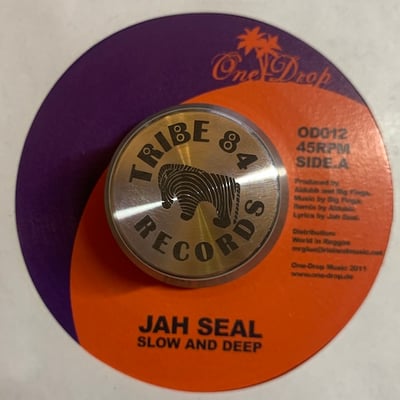 One Drop
TRIBE 84
RECORDS
OD012
45RPM
SIDE.A
Produced by
Aldubb and Big Finga.
Music by Big Finga.
Remix by Aldubb.
Lyrics by Jah Seal.
Distribution:
World in Reggae
One-Drop Music 2011
www.one-drop.de
JAH SEAL
SLOW AND DEEP